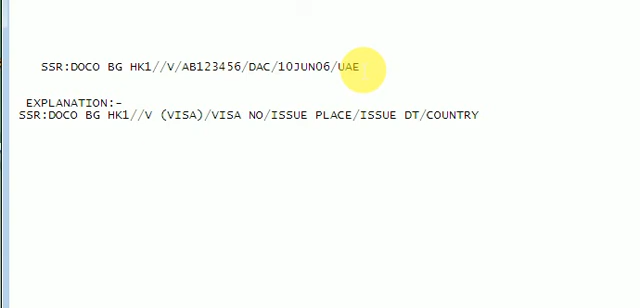 SSR:DOCO BG HK1//V/AB123456/DAC/10JUN06/UAE
EXPLANATION:-
SSR:DOCO BG HK1//V (VISA)/VISA NO/ISSUE PLACE/ISSUE DT/COUNTRY